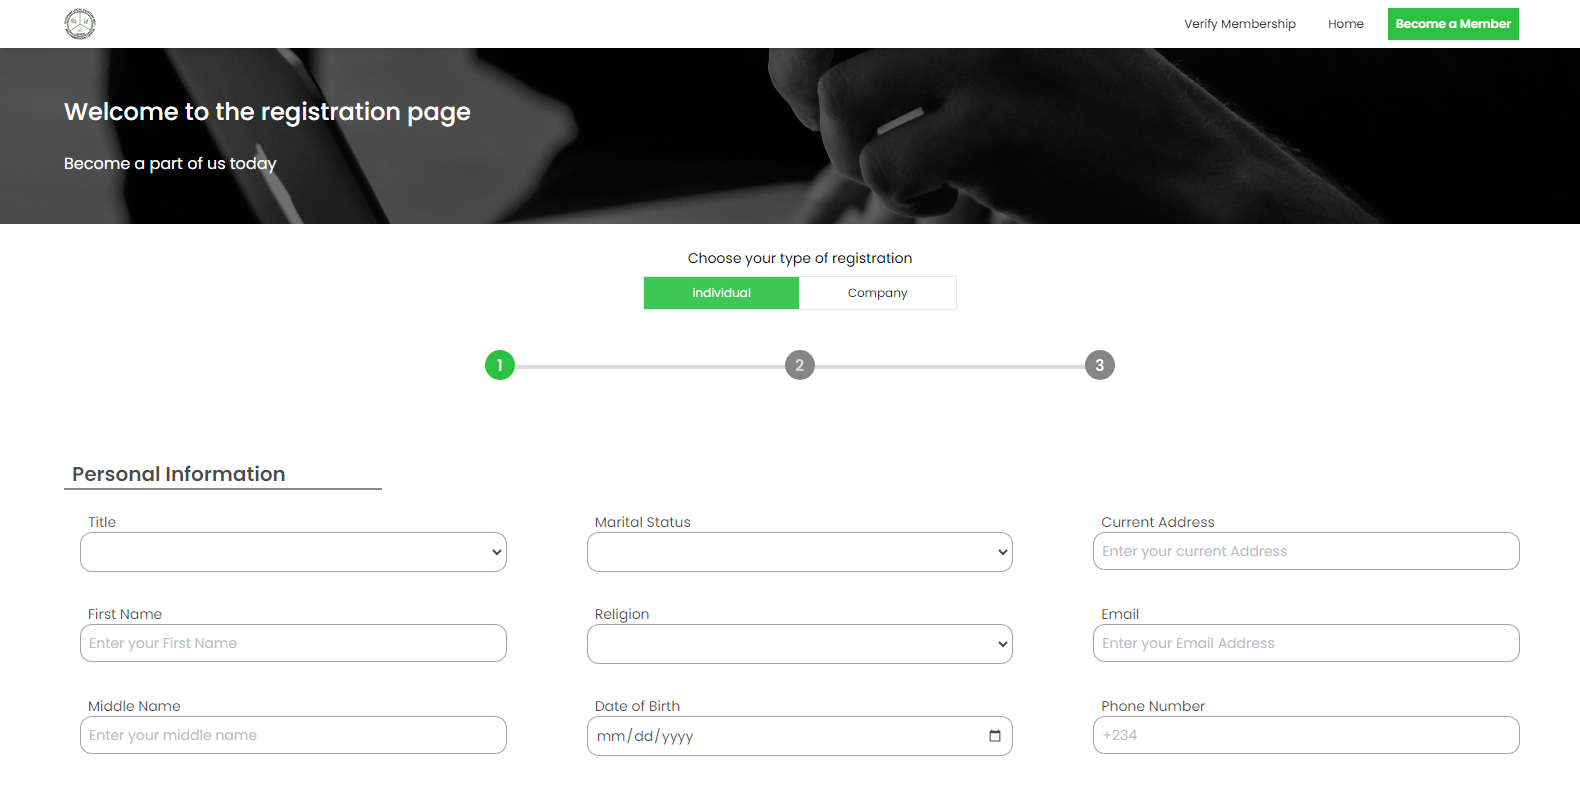 Verify Membership
Home
Become a Member
Welcome to the registration page
Become a part of us today
Choose your type of registration
individual
Company
1
2
3
Personal Information
Title
Marital Status
Current Address
Enter your current Address
First Name
Religion
Email
Enter your First Name
Enter your Email Address
Middle Name
Date of Birth
Phone Number
Enter your middle name
mm/dd/yyyy
+234